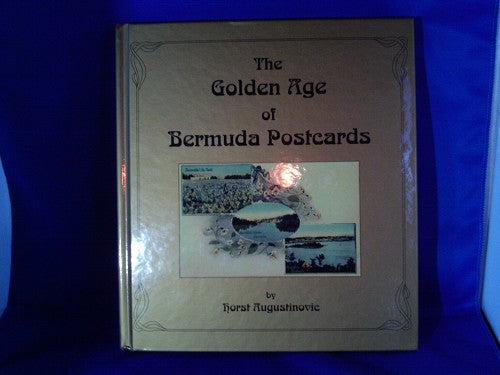 The
Golden Age
of
Bermuda Postcards
by
Horst Augustinovic